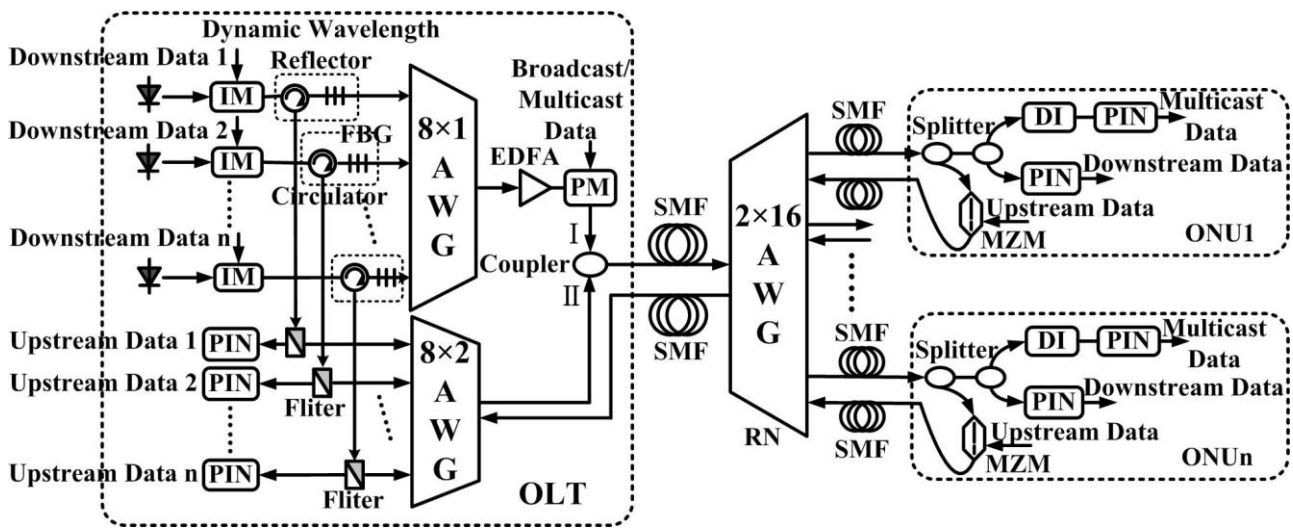 Dynamic Wavelength
Reflector
Downstream Data 1
IM
Downstream Data 2
IM
FBG
Circulator
Downstream Data n
IM
8×1
A
W
G
EDFA
Broadcast/
Multicast
Data
PM
I
Coupler
II
Upstream Data 1
PIN
Upstream Data 2
PIN
Fliter
Upstream Data n
PIN
Fliter
8×2
A
W
G
OLT
SMF
SMF
2×16
A
W
G
RN
SMF
Splitter
DI
PIN
Multicast
Data
Downstream Data
PIN
Upstream Data
MZM
ONU1
SMF
SMF
Splitter
DI
PIN
Multicast
Data
Downstream Data
PIN
Upstream Data
MZM
ONUn